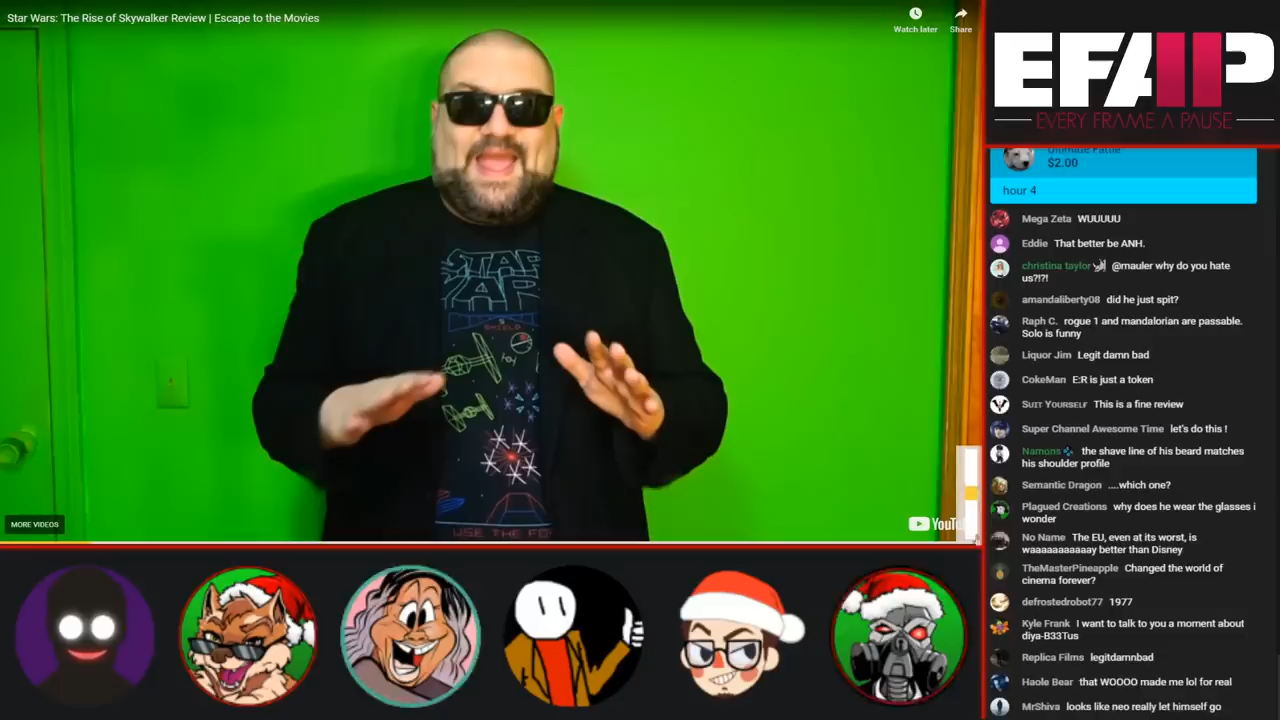 Star Wars: The Rise of Skywalker Review | Escape to the Movies
Watch later
Share
STAR
WARS
SHIELD
USE THE FO
MORE VIDEOS
YouTu
EFAP
EVERY FRAME A PAUSE
Ultimate Fattie
$2.00
hour 4
Mega Zeta WUUUUU
Eddie That better be ANH.
christina taylor @mauler why do you hate
us?!?!
amandaliberty08 did he just spit?
Raph C. rogue 1 and mandalorian are passable.
Solo is funny
Liquor Jim Legit damn bad
CokeMan E:R is just a token
Suit Yourself This is a fine review
Super Channel Awesome Time let's do this !
Namons the shave line of his beard matches
his shoulder profile
Semantic Dragon ....which one?
Plagued Creations why does he wear the glasses i
wonder
No Name The EU, even at its worst, is
waaaaaaaaaay better than Disney
TheMasterPineapple Changed the world of
cinema forever?
defrostedrobot77 1977
Kyle Frank I want to talk to you a moment about
diya-B33Tus
Replica Films legitdamnbad
Haole Bear that WOOOO made me lol for real
MrShiva looks like neo really let himself go